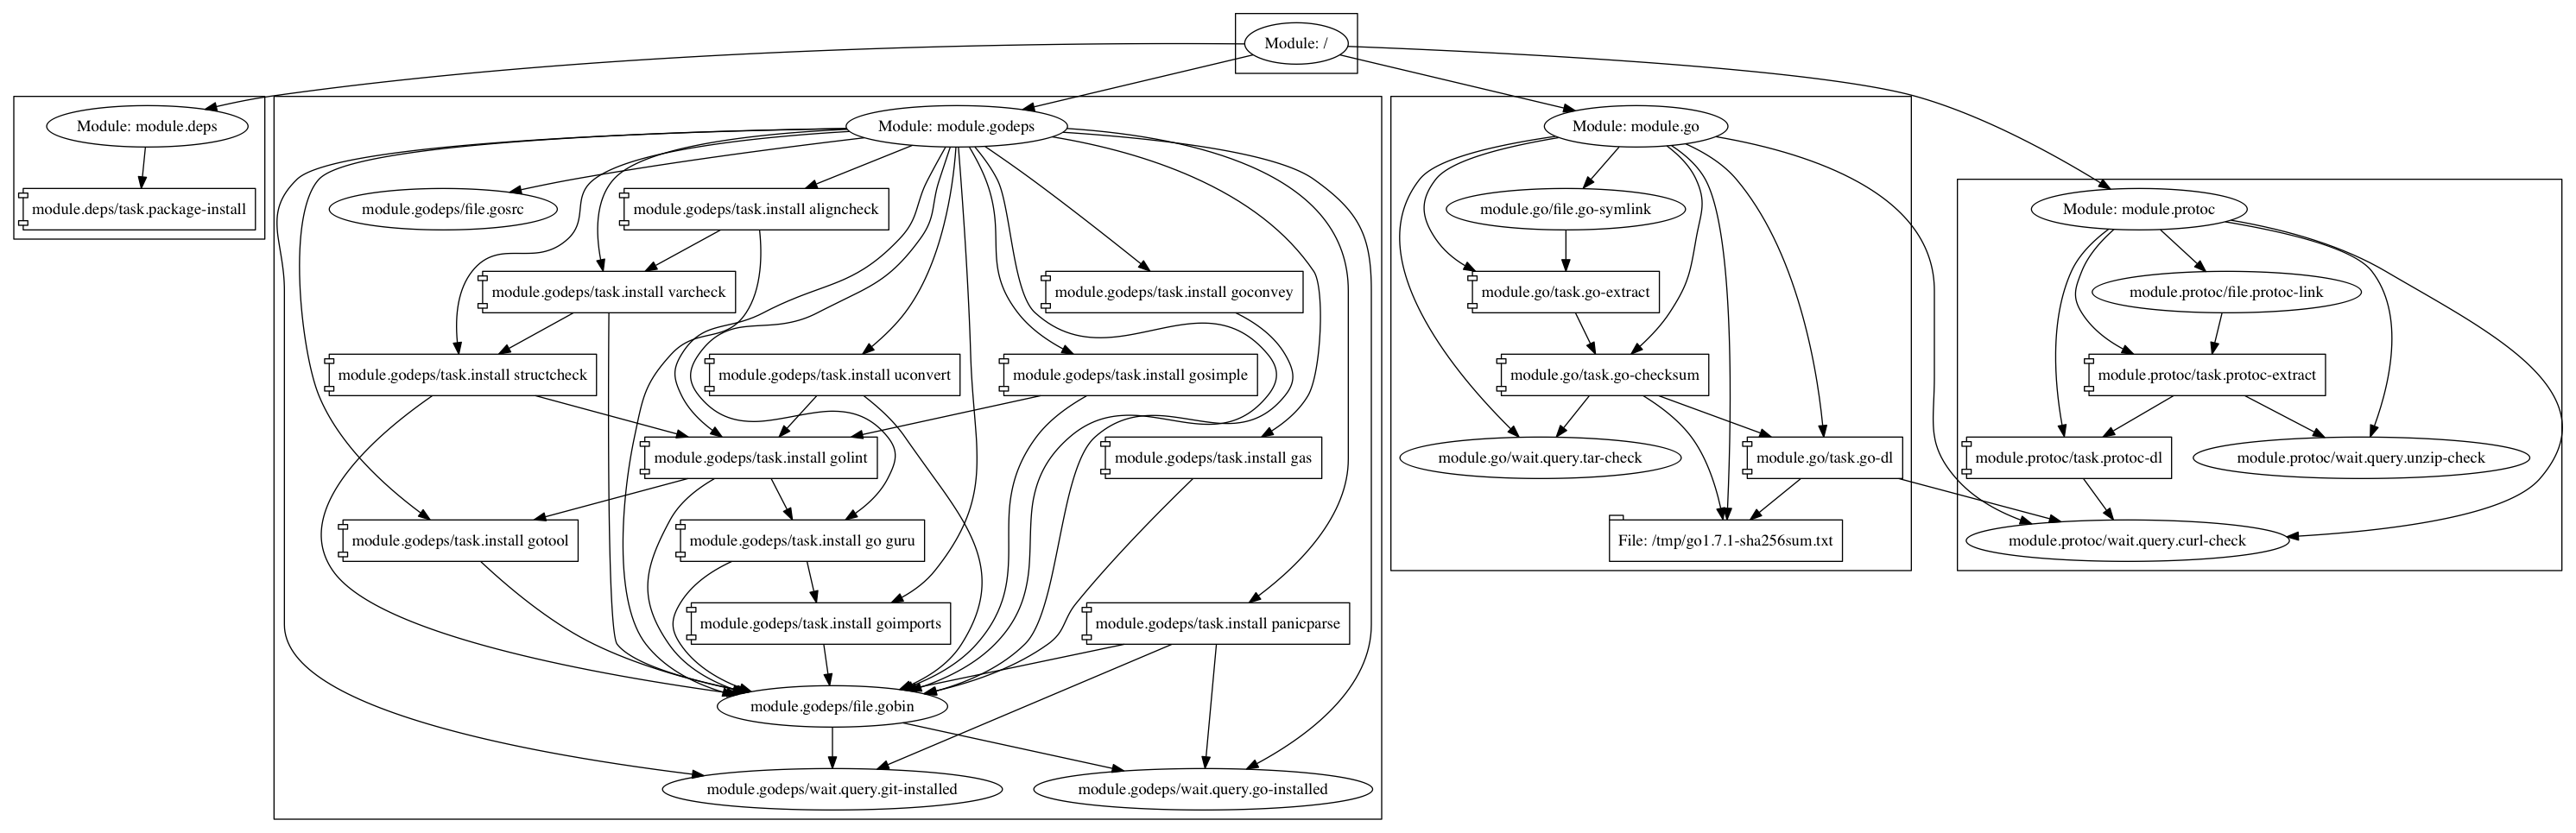 Module: /
Module: module.deps
Module: module.godeps
Module: module.go
module.deps/task.package-install
module.godeps/file.gosrc
module.godeps/task.install aligncheck
module.go/file.go-symlink
Module: module.protoc
module.godeps/task.install varcheck
module.godeps/task.install goconvey
module.go/task.go-extract
module.protoc/file.protoc-link
module.godeps/task.install structcheck
module.godeps/task.install uconvert
module.godeps/task.install gosimple
module.go/task.go-checksum
module.protoc/task.protoc-extract
module.godeps/task.install golint
module.godeps/task.install gas
module.go/wait.query.tar-check
module.go/task.go-dl
module.protoc/task.protoc-dl
module.protoc/wait.query.unzip-check
module.godeps/task.install gotool
module.godeps/task.install go guru
File: /tmp/go1.7.1-sha256sum.txt
module.protoc/wait.query.curl-check
module.godeps/task.install goimports
module.godeps/task.install panicparse
module.godeps/file.gobin
module.godeps/wait.query.git-installed
module.godeps/wait.query.go-installed